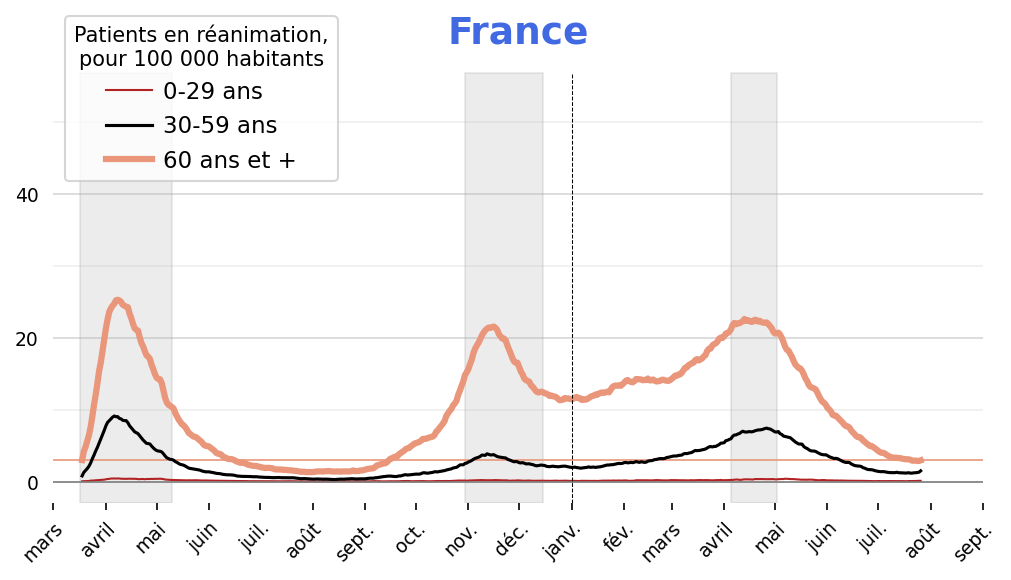 France
Patients en réanimation,
pour 100 000 habitants
0-29 ans
30-59 ans
60 ans et +
40
20
0
mars
avril
mai
juin
juil.
août
sept.
oct.
nov.
déc.
janv.
fév.
mars
avril
mai
juin
juil.
août
sept.